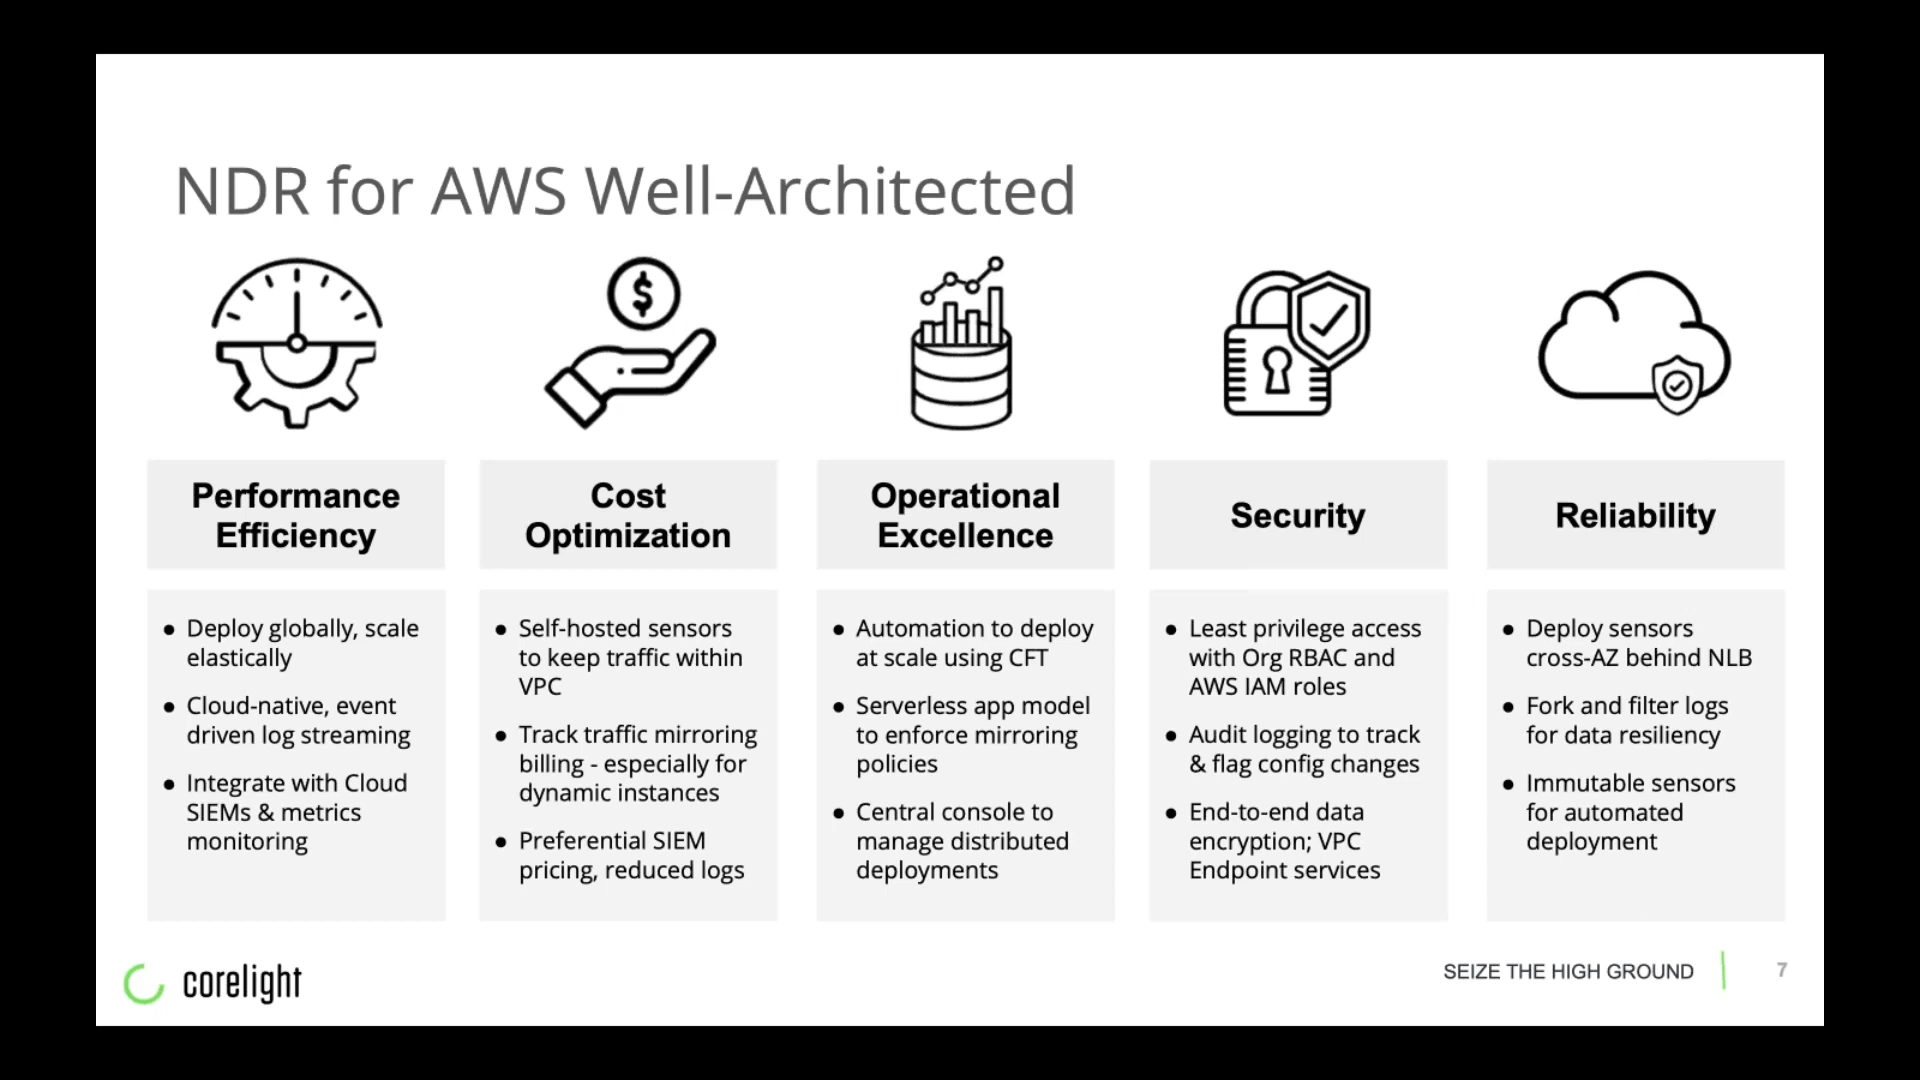 NDR for AWS Well-Architected
$
Performance
Efficiency
● Deploy globally, scale
elastically
● Cloud-native, event
driven log streaming
● Integrate with Cloud
SIEMs & metrics
monitoring
Cost
Optimization
● Self-hosted sensors
to keep traffic within
VPC
● Track traffic mirroring
billing - especially for
dynamic instances
● Preferential SIEM
pricing, reduced logs
Operational
Excellence
● Automation to deploy
at scale using CFT
● Serverless app model
to enforce mirroring
policies
● Central console to
manage distributed
deployments
Security
● Least privilege access
with Org RBAC and
AWS IAM roles
● Audit logging to track
& flag config changes
● End-to-end data
encryption; VPC
Endpoint services
Reliability
● Deploy sensors
cross-AZ behind NLB
● Fork and filter logs
for data resiliency
● Immutable sensors
for automated
deployment
corelight
SEIZE THE HIGH GROUND
7